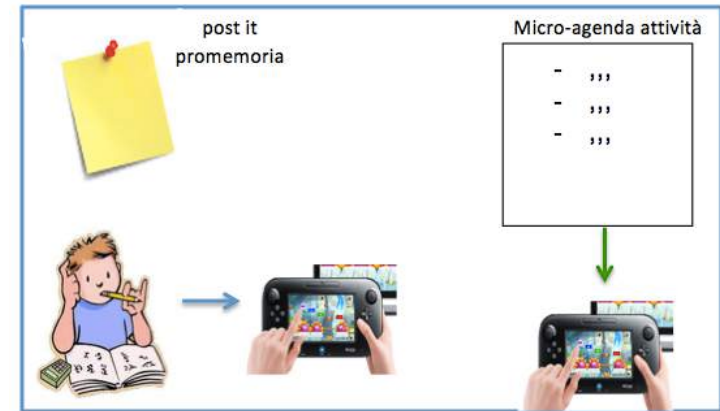 post it
promemoria
Micro-agenda attività
- ,,,
- ,,,
- ,,,